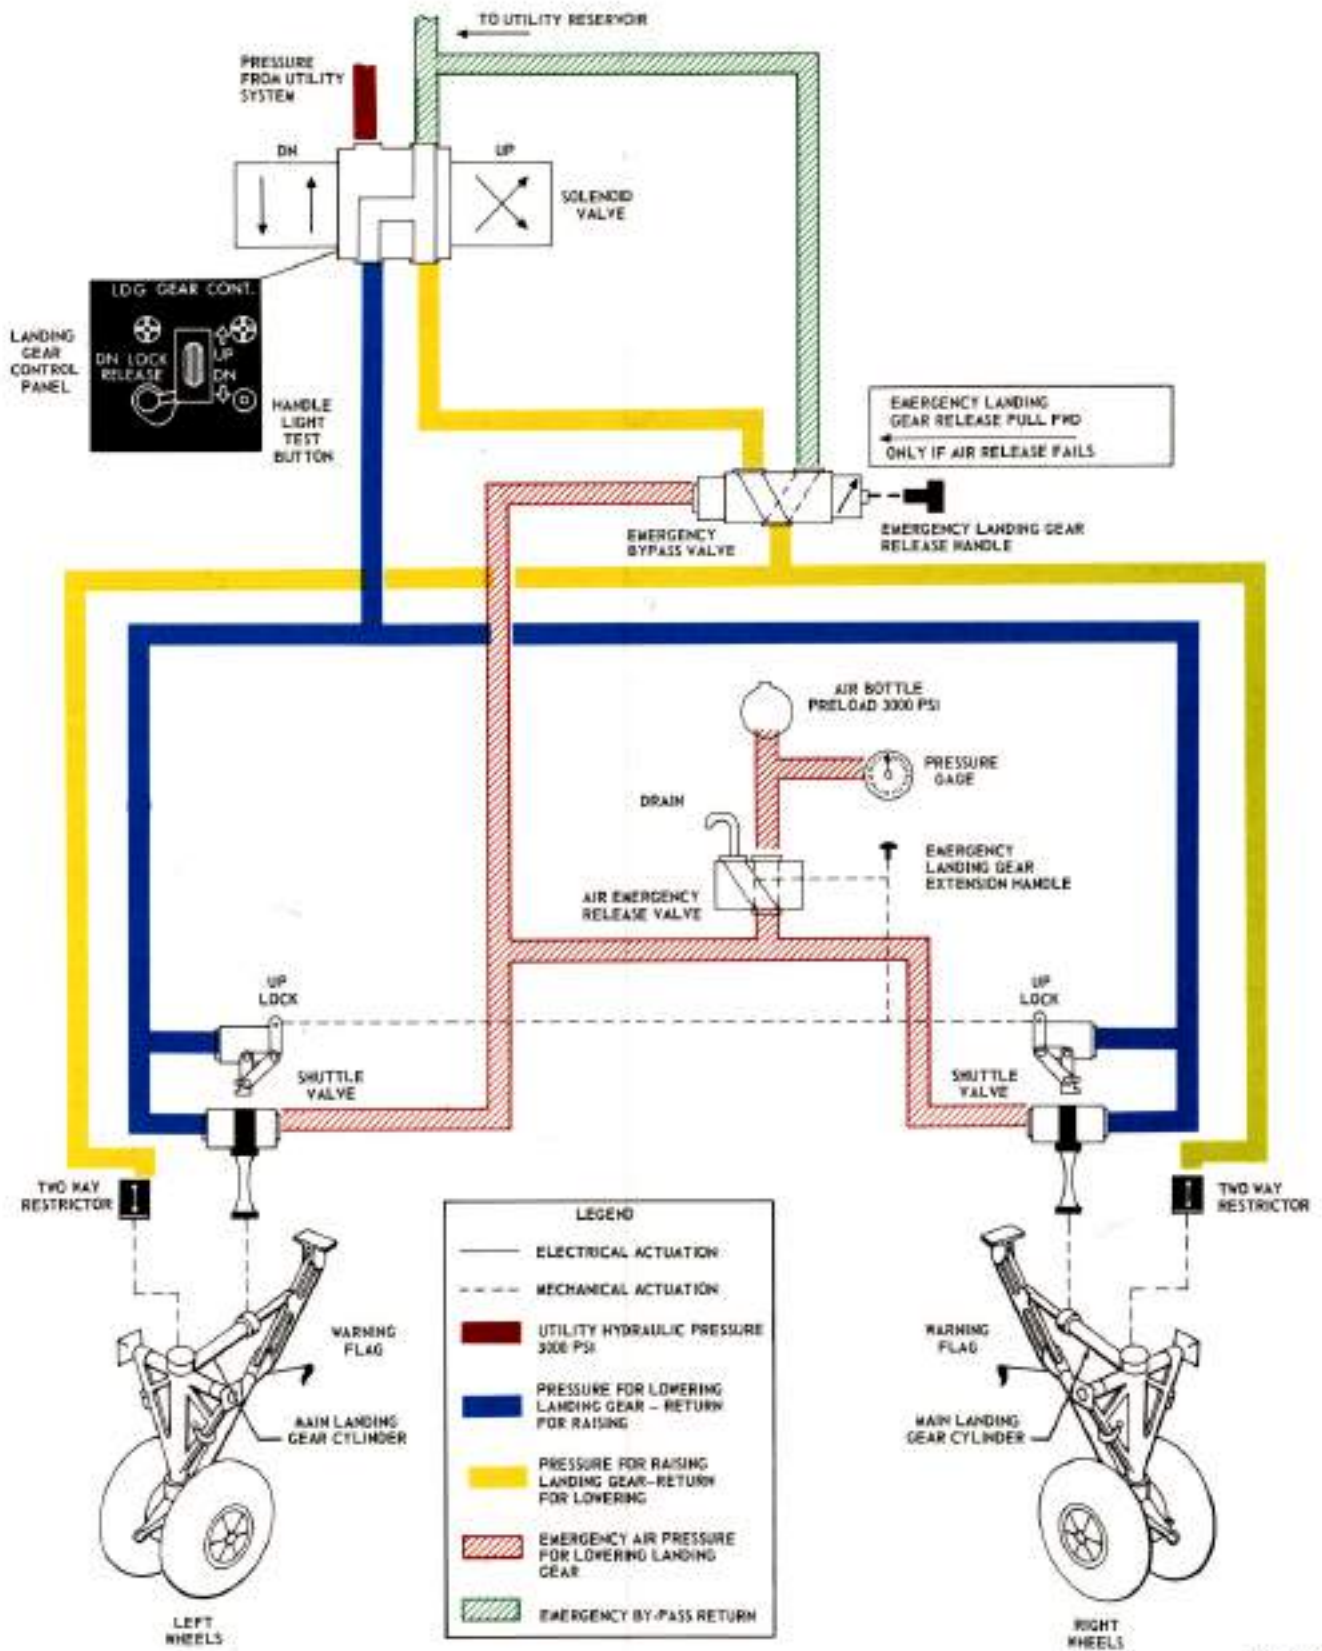 TO UTILITY RESERVOIR
PRESSURE
FROM UTILITY
SYSTEM
DN
UP
SOLENOID
VALVE
LDG GEAR CONT.
UP
DN LOCK
RELEASE
DN
LANDING
GEAR
CONTROL
PANEL
HANDLE
LIGHT
TEST
BUTTON
EMERGENCY LANDING
GEAR RELEASE PULL FWD
ONLY IF AIR RELEASE FAILS
EMERGENCY
BYPASS VALVE
EMERGENCY LANDING GEAR
RELEASE HANDLE
AIR BOTTLE
PRELOAD 3000 PSI
PRESSURE
GAGE
DRAIN
EMERGENCY
LANDING GEAR
EXTENSION HANDLE
AIR EMERGENCY
RELEASE VALVE
UP
LOCK
UP
LOCK
SHUTTLE
VALVE
SHUTTLE
VALVE
TWO WAY
RESTRICTOR
TWO WAY
RESTRICTOR
LEGEND
ELECTRICAL ACTUATION
MECHANICAL ACTUATION
UTILITY HYDRAULIC PRESSURE
3000 PSI
PRESSURE FOR LOWERING
LANDING GEAR - RETURN
FOR RAISING
PRESSURE FOR RAISING
LANDING GEAR-RETURN
FOR LOWERING
EMERGENCY AIR PRESSURE
FOR LOWERING LANDING
GEAR
EMERGENCY BY-PASS RETURN
WARNING
FLAG
MAIN LANDING
GEAR CYLINDER
LEFT
WHEELS
WARNING
FLAG
MAIN LANDING
GEAR CYLINDER
RIGHT
WHEELS